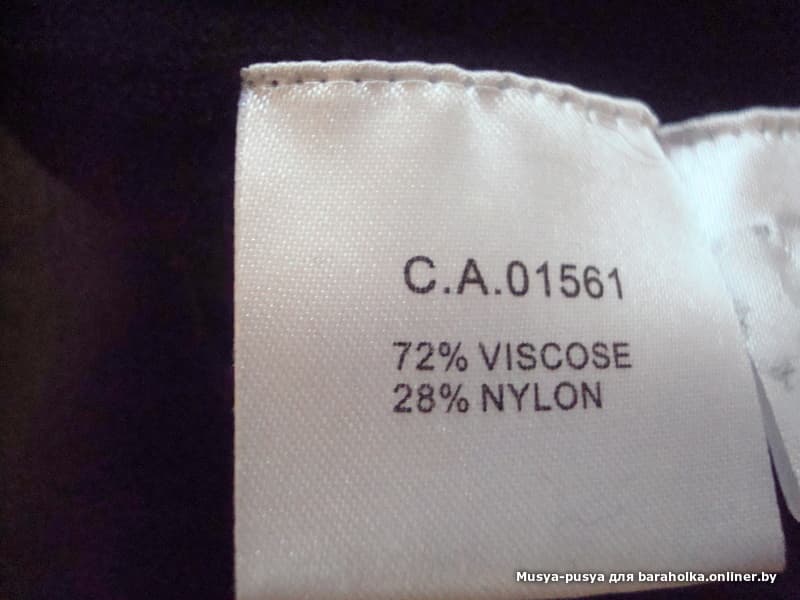 C.A.01561
72% VISCOSE
28% NYLON
Musya-pusya для baraholka.onliner.by